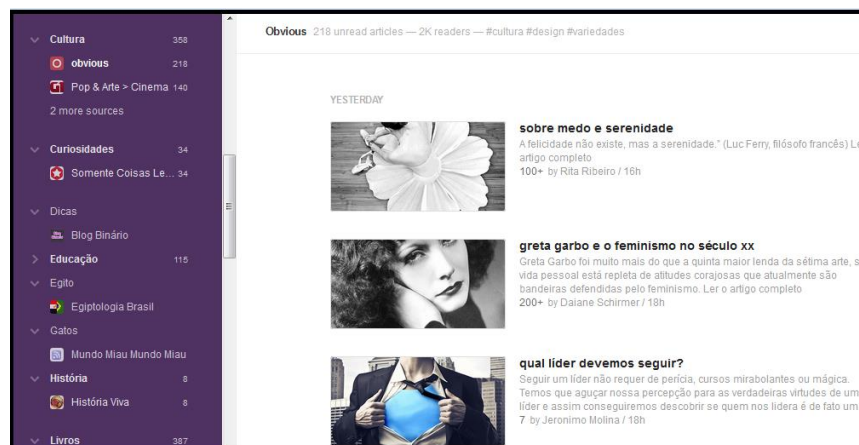 Cultura 358
obvious 218
Pop & Arte > Cinema 140
2 more sources
Curiosidades 34
Somente Coisas Le... 34
Dicas
Blog Binário
Educação 115
Egito
Egiptologia Brasil
Gatos
Mundo Miau Mundo Miau
História 8
História Viva 8
Livros 387
Obvious 218 unread articles — 2K readers — #cultura #design #variedades
YESTERDAY
sobre medo e serenidade
A felicidade não existe, mas a serenidade." (Luc Ferry, filósofo francês) Le
artigo completo
100+ by Rita Ribeiro / 16h
greta garbo e o feminismo no século xx
Greta Garbo foi muito mais do que a quinta maior lenda da sétima arte, s
vida pessoal está repleta de atitudes corajosas que atualmente são
bandeiras defendidas pelo feminismo. Ler o artigo completo
200+ by Daiane Schirmer / 18h
qual líder devemos seguir?
Seguir um líder não requer de perícia, cursos mirabolantes ou mágica.
Temos que aguçar nossa percepção para as verdadeiras virtudes de um
líder e assim conseguiremos descobrir se quem nos lidera é de fato um
7 by Jeronimo Molina / 18h